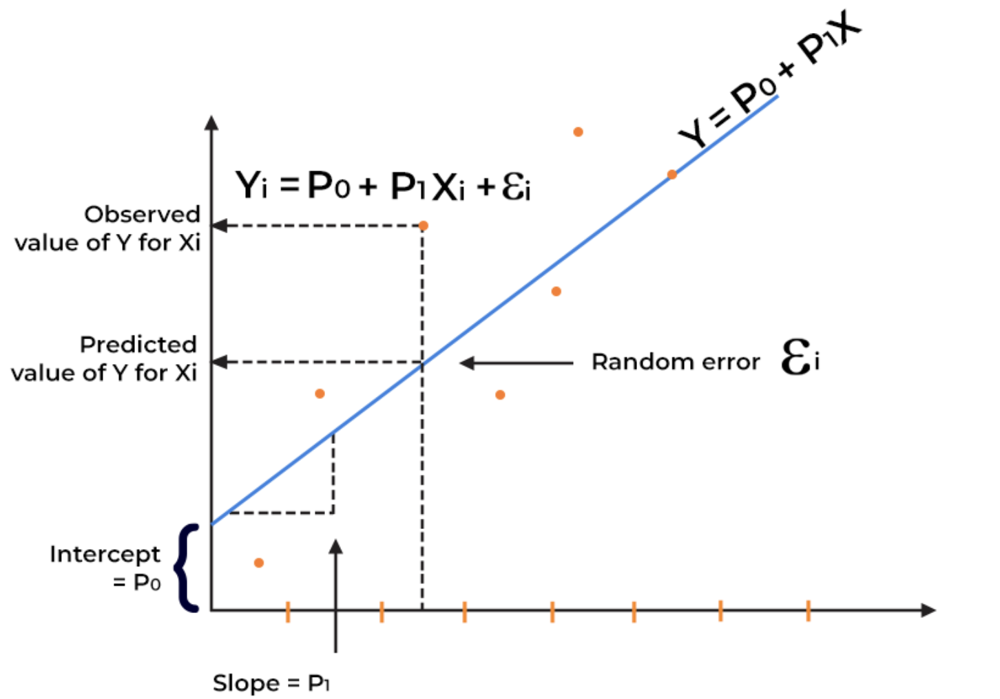 Y = P0 + P1X
Yi = P0 + P1 Xi + εi
Observed
value of Y for Xi
Predicted
value of Y for Xi
Random error εi
Intercept
= P0
Slope = P1